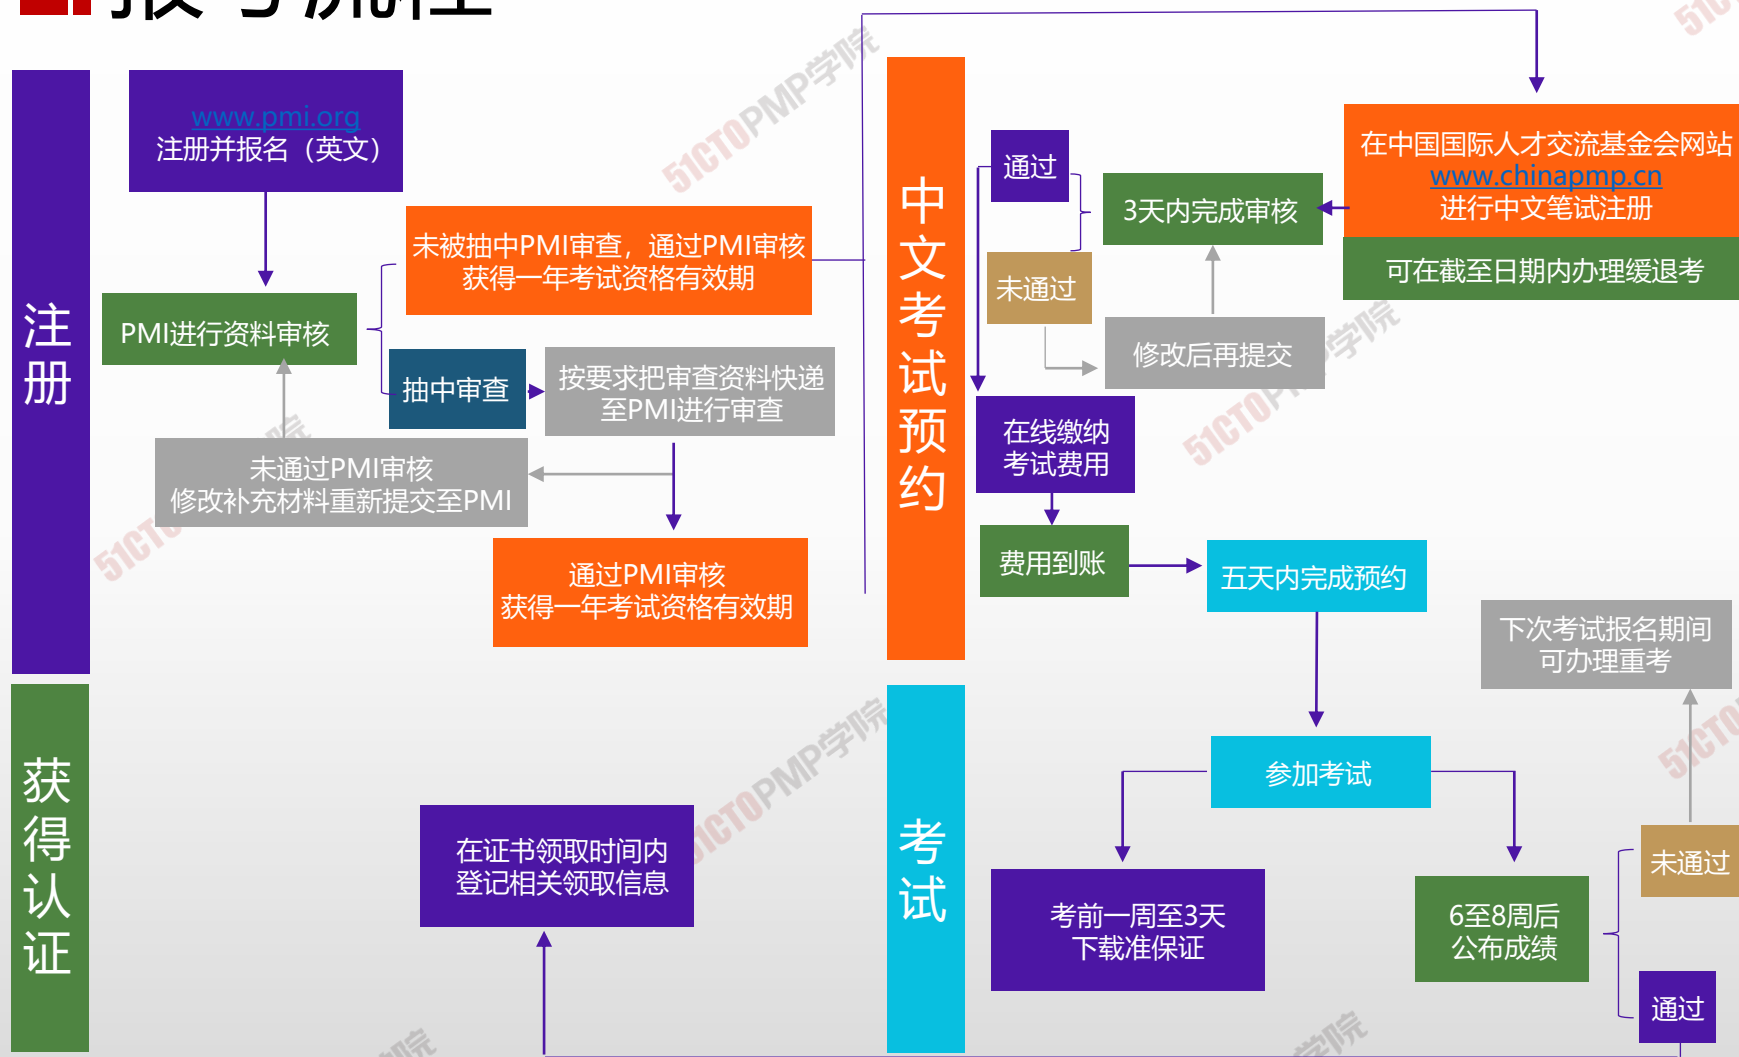 报考流程
注册
www.pmi.org
注册并报名（英文）
PMI进行资料审核
未被抽中PMI审查，通过PMI审核
获得一年考试资格有效期
抽中审查
按要求把审查资料快递
至PMI进行审查
未通过PMI审核
修改补充材料重新提交至PMI
通过PMI审核
获得一年考试资格有效期
中文考试预约
在中国国际人才交流基金会网站
www.chinapmp.cn
进行中文笔试注册
可在截至日期内办理缓退考
3天内完成审核
通过
未通过
修改后再提交
在线缴纳
考试费用
费用到账
五天内完成预约
考试
参加考试
考前一周至3天
下载准保证
6至8周后
公布成绩
未通过
下次考试报名期间
可办理重考
通过
获得认证
在证书领取时间内
登记相关领取信息
51CTOPMP学院
51CTOPMP学院
51CTOPMP学院